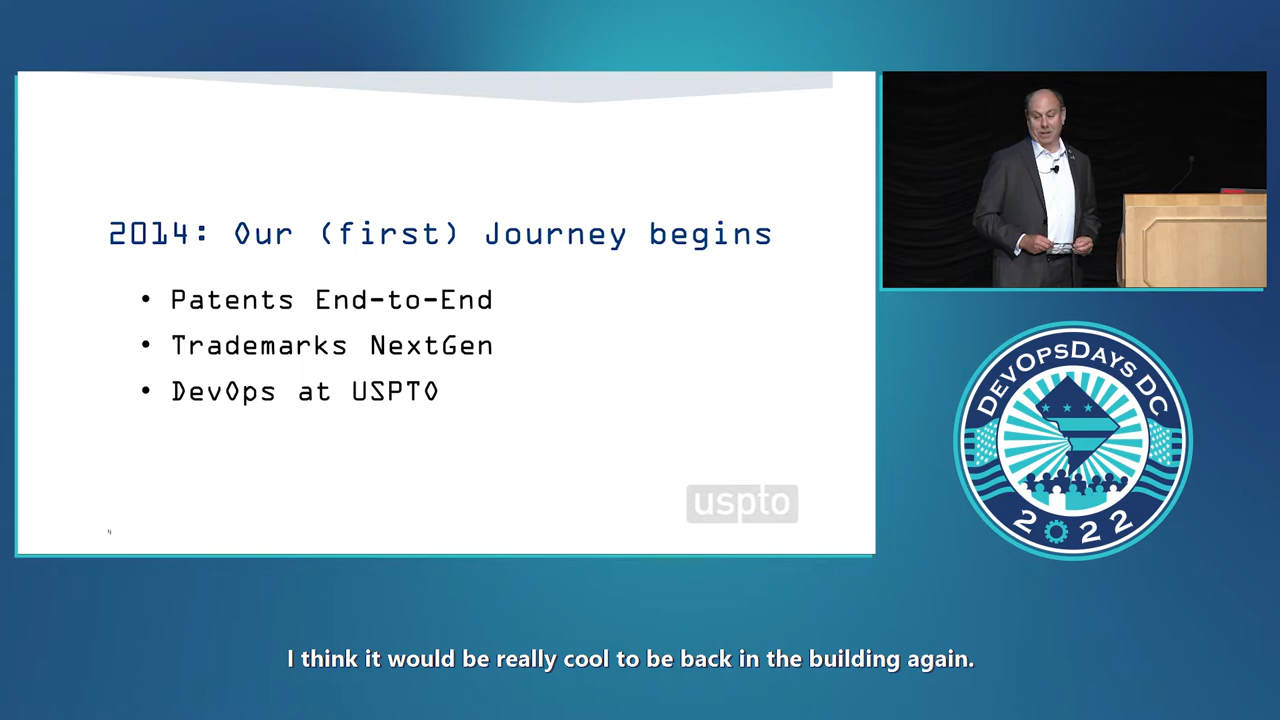 2014: Our (first) Journey begins
• Patents End-to-End
• Trademarks NextGen
• DevOps at USPTO
uspto
4
DEVOPSDAYS DC
2022
I think it would be really cool to be back in the building again.